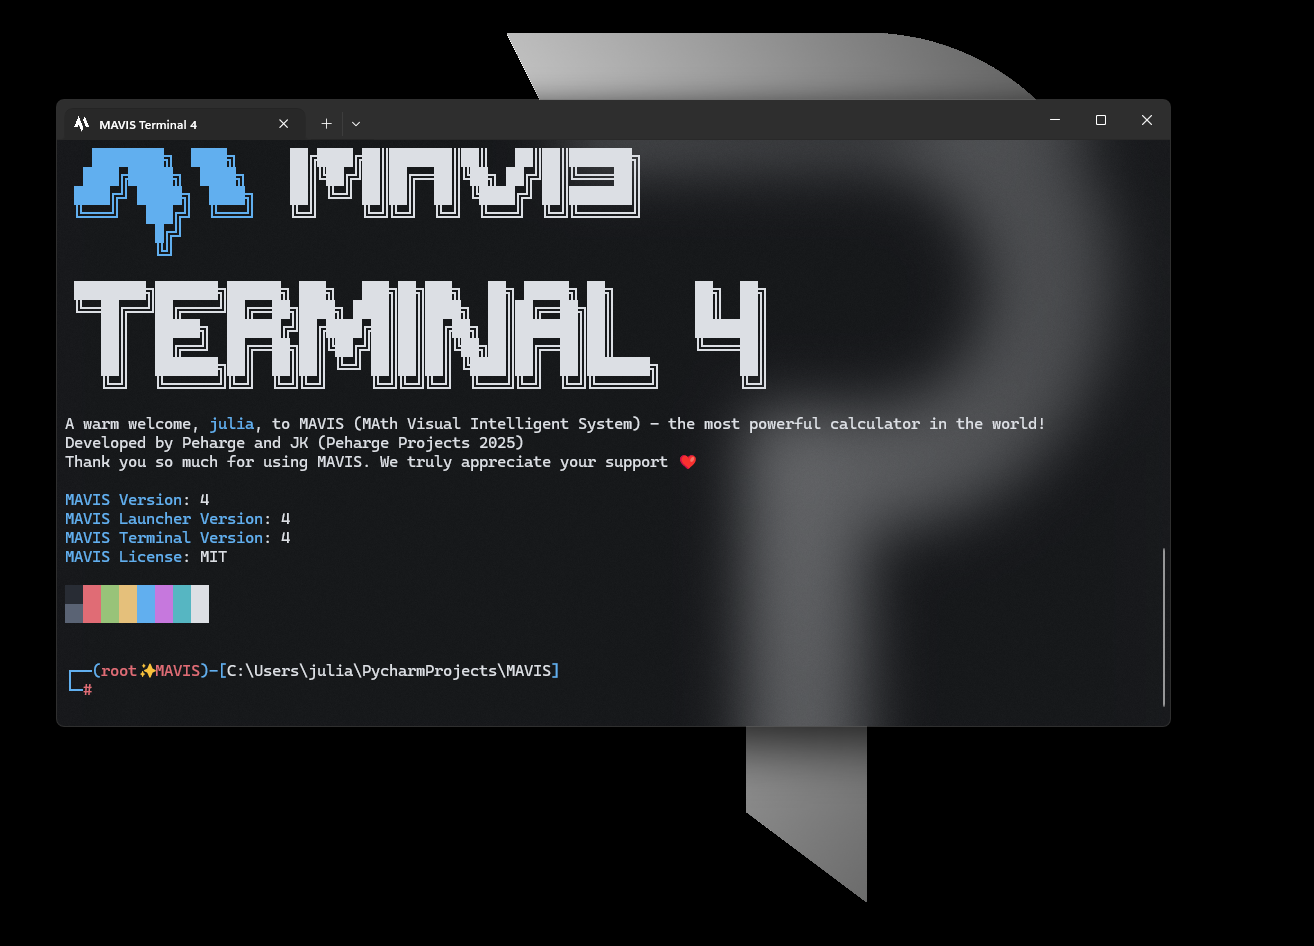 MAVIS Terminal 4
MAVIS
TERMINAL 4
A warm welcome, julia, to MAVIS (MAth Visual Intelligent System) – the most powerful calculator in the world!
Developed by Peharge and JK (Peharge Projects 2025)
Thank you so much for using MAVIS. We truly appreciate your support ❤️
MAVIS Version: 4
MAVIS Launcher Version: 4
MAVIS Terminal Version: 4
MAVIS License: MIT
┌──(root✨MAVIS)-[C:\Users\julia\PycharmProjects\MAVIS]
└─#